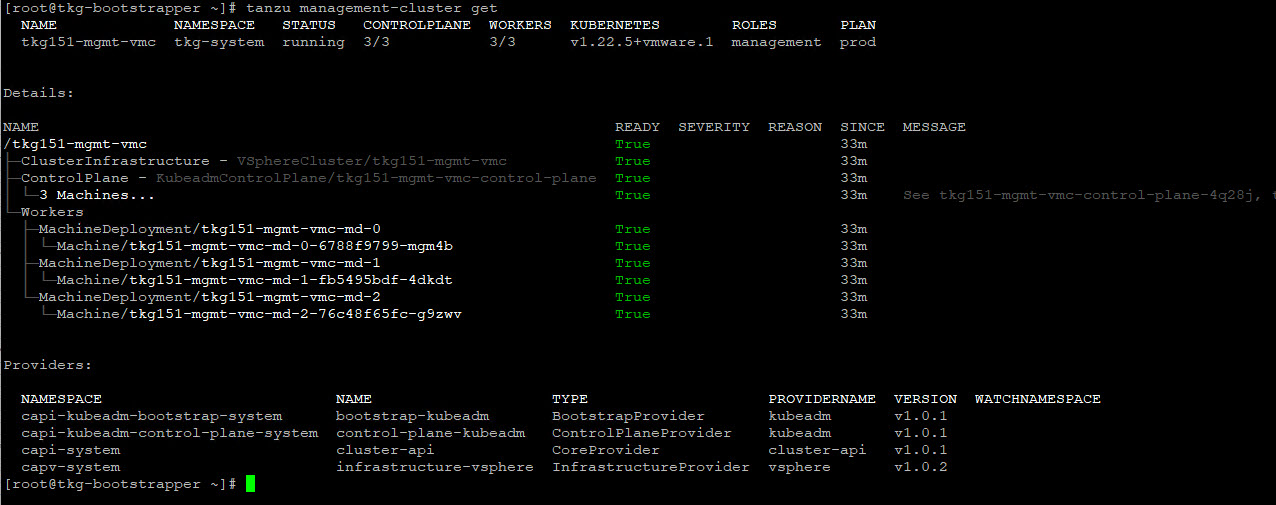 [root@tkg-bootstrapper ~]# tanzu management-cluster get
NAME NAMESPACE STATUS CONTROLPLANE WORKERS KUBERNETES ROLES PLAN
tkg151-mgmt-vmc tkg-system running 3/3 3/3 v1.22.5+vmware.1 management prod
Details:
NAME READY SEVERITY REASON SINCE MESSAGE
/tkg151-mgmt-vmc True 33m
├─ClusterInfrastructure - VSphereCluster/tkg151-mgmt-vmc True 33m
├─ControlPlane - KubeadmControlPlane/tkg151-mgmt-vmc-control-plane True 33m
│ └─3 Machines... True 33m See tkg151-mgmt-vmc-control-plane-4q28j,
└─Workers
├─MachineDeployment/tkg151-mgmt-vmc-md-0 True 33m
│ └─Machine/tkg151-mgmt-vmc-md-0-6788f9799-mgm4b True 33m
├─MachineDeployment/tkg151-mgmt-vmc-md-1 True 33m
│ └─Machine/tkg151-mgmt-vmc-md-1-fb5495bdf-4dkdt True 33m
└─MachineDeployment/tkg151-mgmt-vmc-md-2 True 33m
└─Machine/tkg151-mgmt-vmc-md-2-76c48f65fc-g9zwv True 33m
Providers:
NAMESPACE NAME TYPE PROVIDERNAME VERSION WATCHNAMESPACE
capi-kubeadm-bootstrap-system bootstrap-kubeadm BootstrapProvider kubeadm v1.0.1
capi-kubeadm-control-plane-system control-plane-kubeadm ControlPlaneProvider kubeadm v1.0.1
capi-system cluster-api CoreProvider cluster-api v1.0.1
capv-system infrastructure-vsphere InfrastructureProvider vsphere v1.0.2
[root@tkg-bootstrapper ~]#